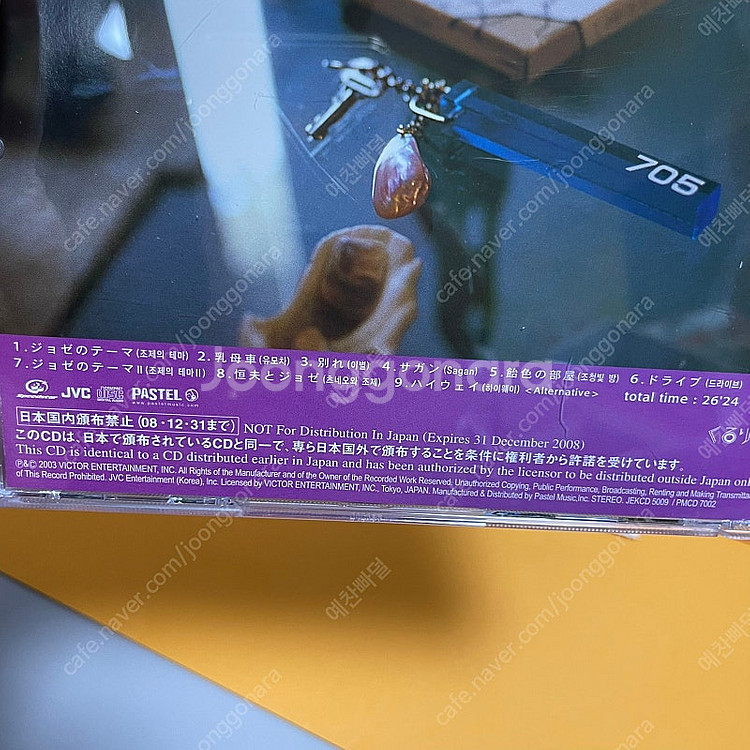 705
1.ジョゼのテーマ(조제의 테마) 2.乳母車(유모차) 3.別れ(이별) 4.サガン(Sagan) 5.飴色の部屋(조청빛 방) 6.ドライブ(드라이브)
7.ジョゼのテーマII(조제의 테마II) 8.恒夫とジョゼ(츠네오와 조제) 9.ハイウェイ(하이웨이)<Alternative> total time : 26'24
JVC PASTEL
www.pastelmusic.com
日本国内頒布禁止(08・12・31まで) NOT For Distribution In Japan (Expires 31 December 2008)
くるり
このCDは、日本で頒布されているCDと同一で、専ら日本国外で頒布することを条件に権利者から許諾を受けています。
This CD is identical to a CD distributed earlier in Japan and has been authorized by the licensor to be distributed outside Japan onl
℗&© 2003 VICTOR ENTERTAINMENT, INC. All Rights of the Manufacturer and of the Owner of the Recorded Work Reserved. Unauthorized Copying, Public Performance, Broadcasting, Renting and Making Transmittab
of This Record Prohibited. JVC Entertainment (Korea), Inc. Licensed by VICTOR ENTERTAINMENT, INC., Tokyo, JAPAN. Manufactured & Distributed by Pastel Music,Inc. STEREO. JEKCD 5009 / PMCD 7002
Joonggonara
cafe.naver.com/joonggonara
예찬빠덜